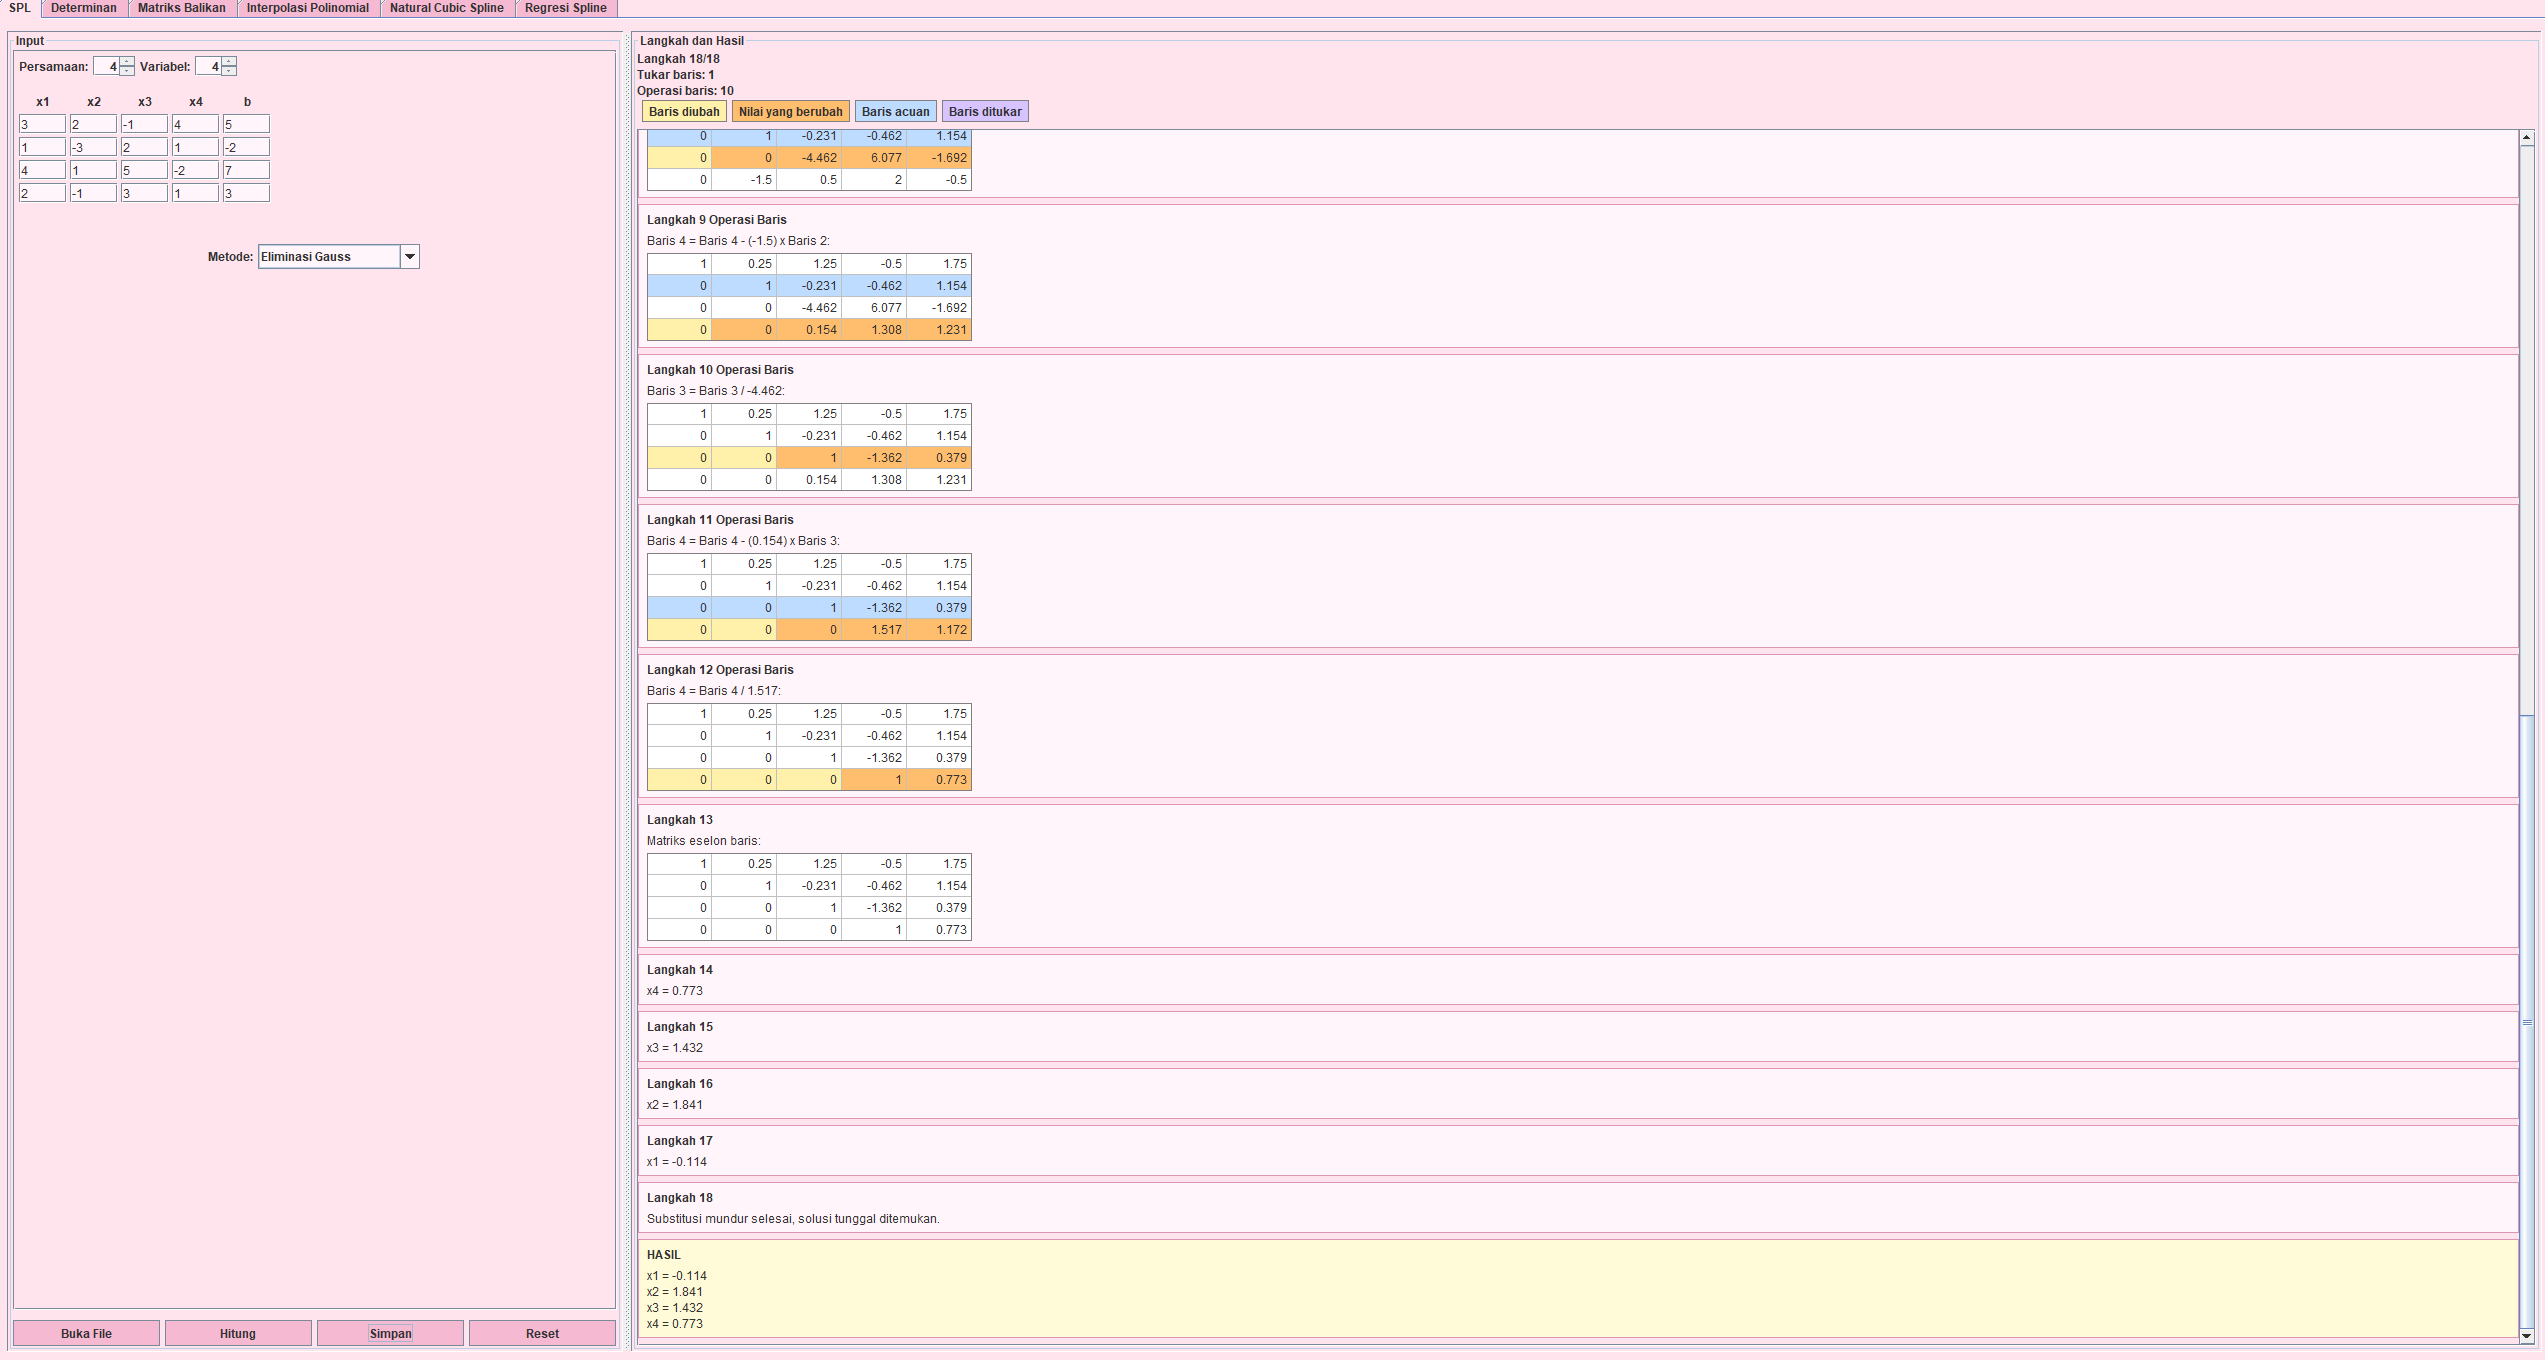 SPL Determinan Matriks Balikan Interpolasi Polinomial Natural Cubic Spline Regresi Spline
Input
Persamaan: 4 Variabel: 4
x1 x2 x3 x4 b
3 2 -1 4 5
1 -3 2 1 -2
4 1 5 -2 7
2 -1 3 1 3
Metode: Eliminasi Gauss
Buka File Hitung Simpan Reset
Langkah dan Hasil
Langkah 18/18
Tukar baris: 1
Operasi baris: 10
Baris diubah Nilai yang berubah Baris acuan Baris ditukar
0 1 -0.231 -0.462 1.154
0 0 -4.462 6.077 -1.692
0 -1.5 0.5 2 -0.5
Langkah 9 Operasi Baris
Baris 4 = Baris 4 - (-1.5) x Baris 2:
1 0.25 1.25 -0.5 1.75
0 1 -0.231 -0.462 1.154
0 0 -4.462 6.077 -1.692
0 0 0.154 1.308 1.231
Langkah 10 Operasi Baris
Baris 3 = Baris 3 / -4.462:
1 0.25 1.25 -0.5 1.75
0 1 -0.231 -0.462 1.154
0 0 1 -1.362 0.379
0 0 0.154 1.308 1.231
Langkah 11 Operasi Baris
Baris 4 = Baris 4 - (0.154) x Baris 3:
1 0.25 1.25 -0.5 1.75
0 1 -0.231 -0.462 1.154
0 0 1 -1.362 0.379
0 0 0 1.517 1.172
Langkah 12 Operasi Baris
Baris 4 = Baris 4 / 1.517:
1 0.25 1.25 -0.5 1.75
0 1 -0.231 -0.462 1.154
0 0 1 -1.362 0.379
0 0 0 1 0.773
Langkah 13
Matriks eselon baris:
1 0.25 1.25 -0.5 1.75
0 1 -0.231 -0.462 1.154
0 0 1 -1.362 0.379
0 0 0 1 0.773
Langkah 14
x4 = 0.773
Langkah 15
x3 = 1.432
Langkah 16
x2 = 1.841
Langkah 17
x1 = -0.114
Langkah 18
Substitusi mundur selesai, solusi tunggal ditemukan.
HASIL
x1 = -0.114
x2 = 1.841
x3 = 1.432
x4 = 0.773